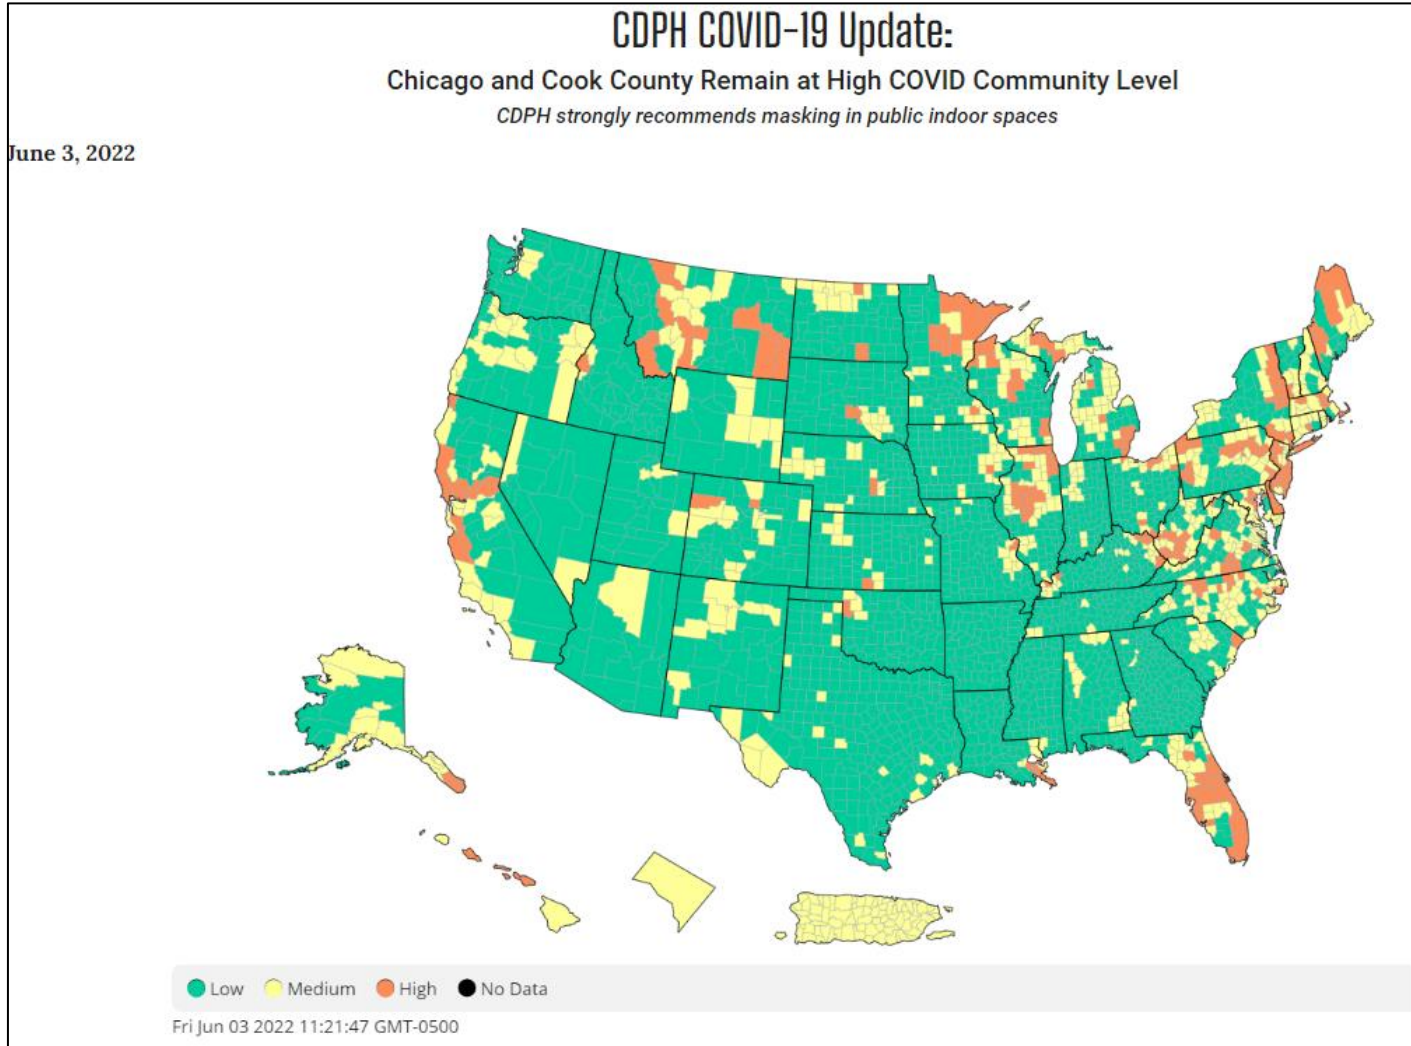 CDPH COVID-19 Update:
Chicago and Cook County Remain at High COVID Community Level
CDPH strongly recommends masking in public indoor spaces
June 3, 2022
Low Medium High No Data
Fri Jun 03 2022 11:21:47 GMT-0500